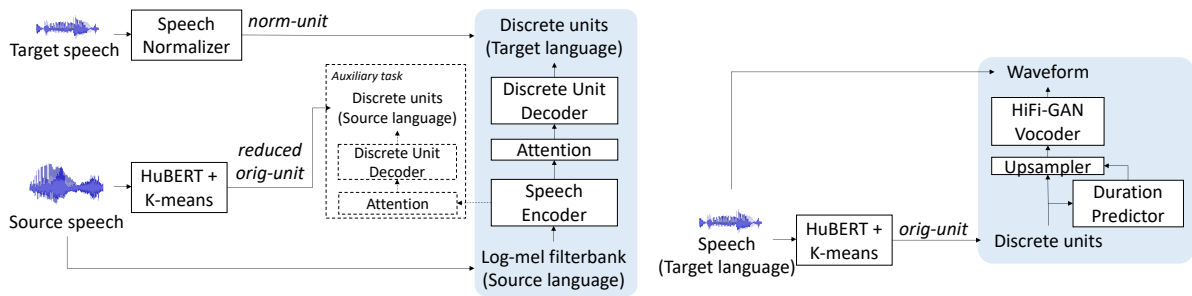 Target speech
Speech
Normalizer
norm-unit
Discrete units
(Target language)
Auxiliary task
Discrete units
(Source language)
Discrete Unit
Decoder
Attention
Discrete Unit
Decoder
Attention
Speech
Encoder
Log-mel filterbank
(Source language)
Source speech
HuBERT +
K-means
reduced
orig-unit
Waveform
HiFi-GAN
Vocoder
Upsampler
Duration
Predictor
Discrete units
Speech
(Target language)
HuBERT +
K-means
orig-unit